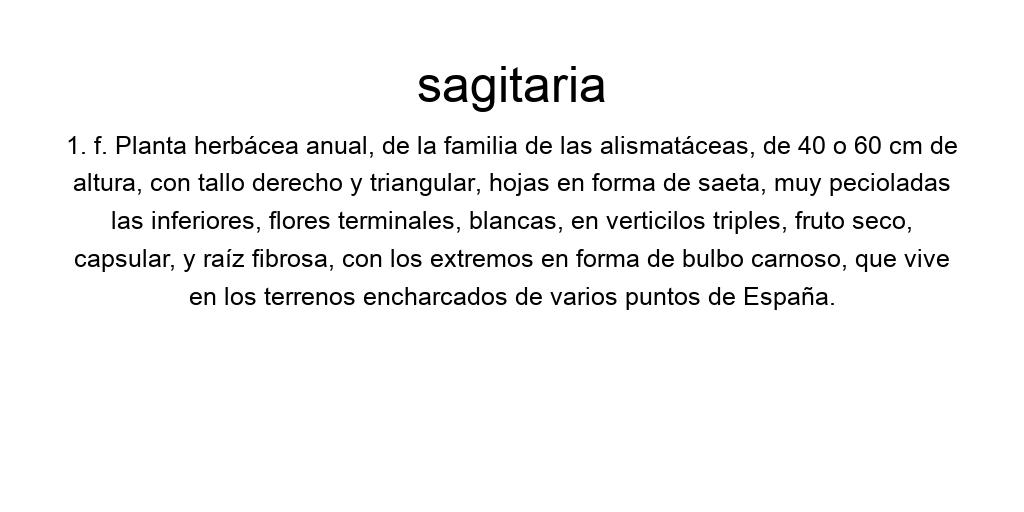 sagitaria
1. f. Planta herbácea anual, de la familia de las alismatáceas, de 40 o 60 cm de
altura, con tallo derecho y triangular, hojas en forma de saeta, muy pecioladas
las inferiores, flores terminales, blancas, en verticilos triples, fruto seco,
capsular, y raíz fibrosa, con los extremos en forma de bulbo carnoso, que vive
en los terrenos encharcados de varios puntos de España.